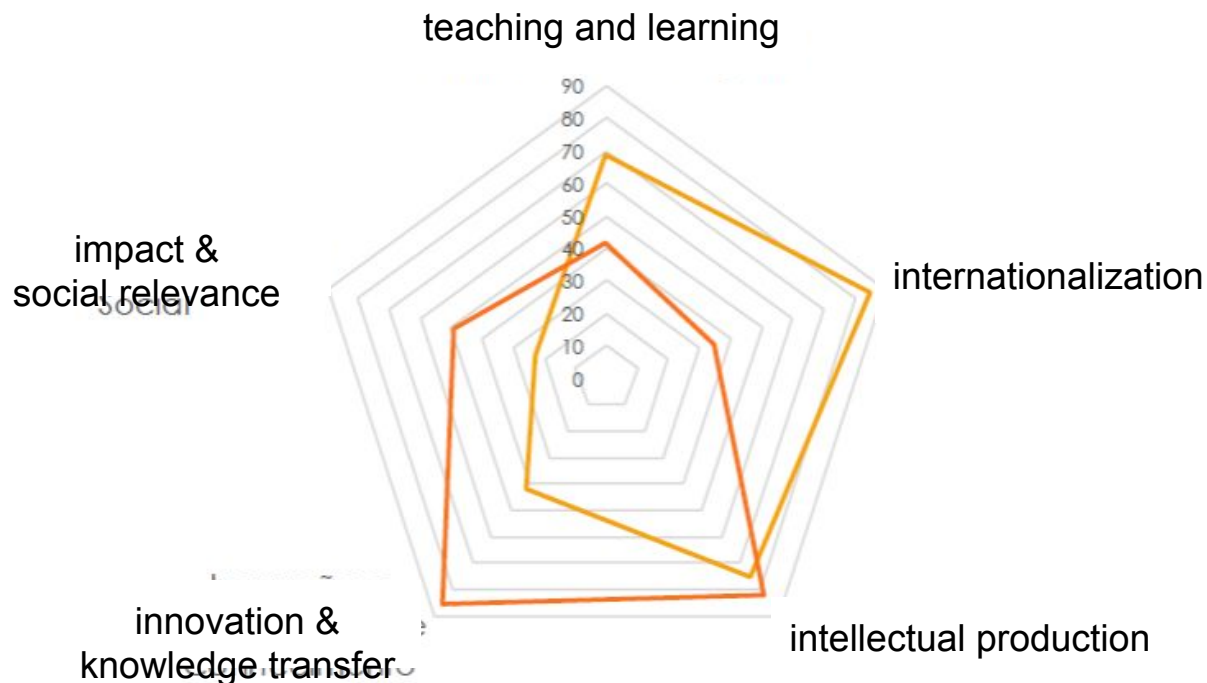 teaching and learning
90
80
70
60
50
40
30
20
10
0
impact &
social relevance
social
internationalization
innovation &
knowledge transfer
intellectual production